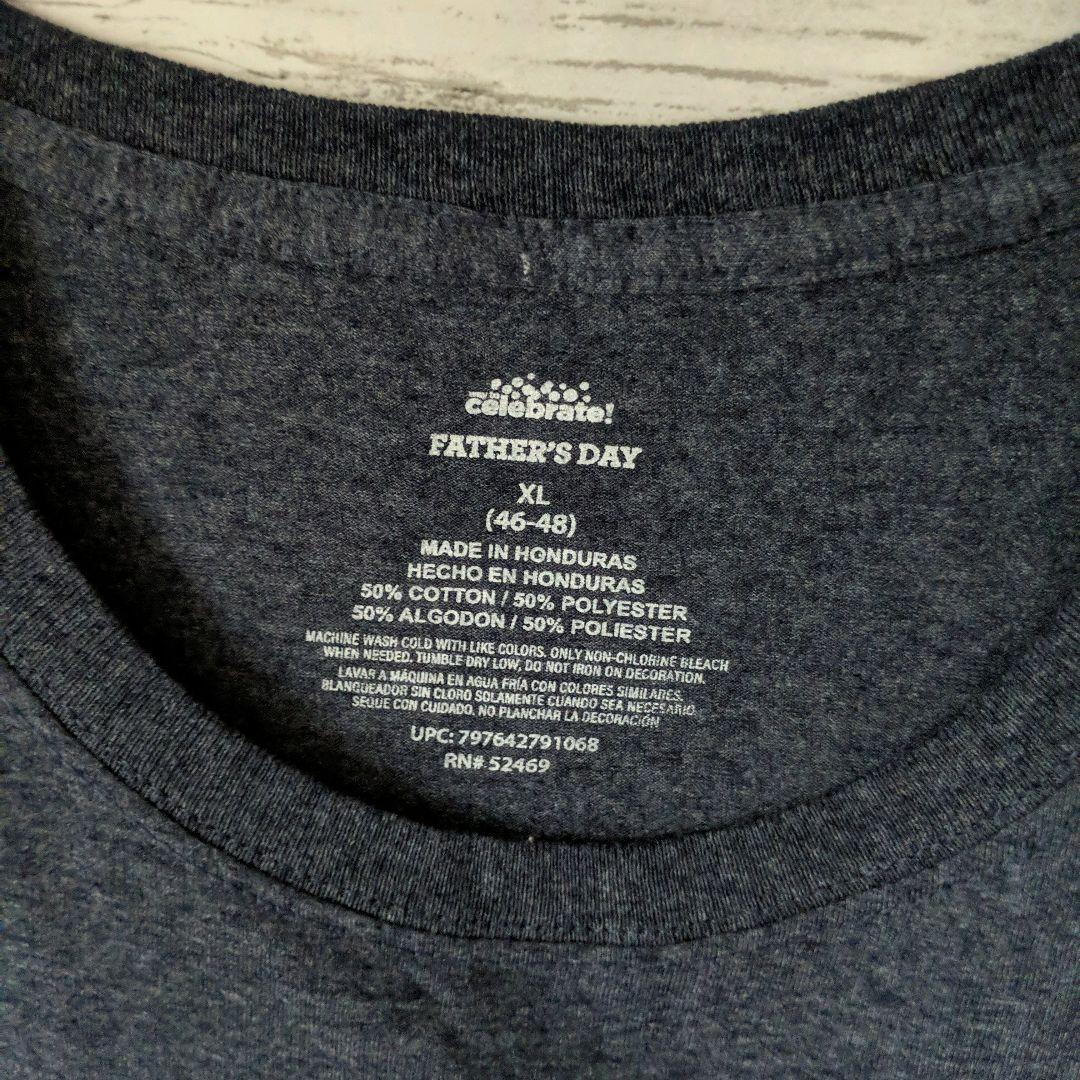 celebrate!
FATHER'S DAY
XL
(46-48)
MADE IN HONDURAS
HECHO EN HONDURAS
50% COTTON / 50% POLYESTER
50% ALGODON / 50% POLIESTER
MACHINE WASH COLD WITH LIKE COLORS. ONLY NON-CHLORINE BLEACH
WHEN NEEDED. TUMBLE DRY LOW, DO NOT IRON ON DECORATION.
LAVAR A MÁQUINA EN AGUA FRÍA CON COLORES SIMILARES.
BLANQUEADOR SIN CLORO SOLAMENTE CUANDO SEA NECESARIO.
SEQUE CON CUIDADO. NO PLANCHAR LA DECORACIÓN
UPC: 797642791068
RN# 52469